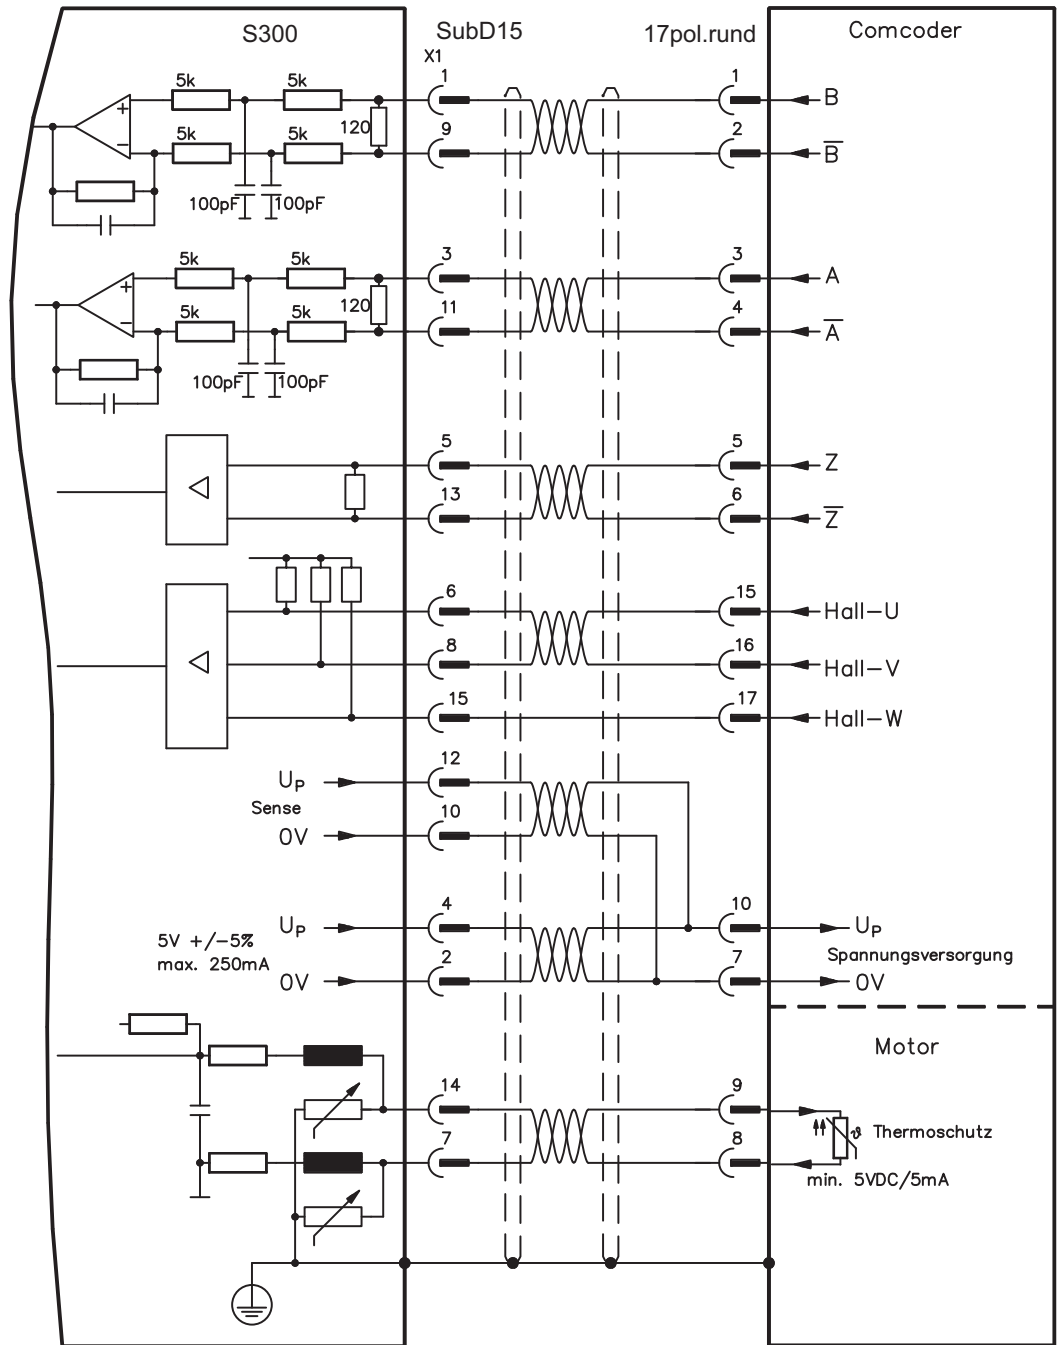 S300 SubD15 17pol.rund Comcoder
X1
5k 5k 1 1 B
120
5k 5k 9 2 B̅
100pF 100pF
5k 5k 3 3 A
120
5k 5k 11 4 A̅
100pF 100pF
5 5 Z
13 6 Z̅
6 15 Hall-U
8 16 Hall-V
15 17 Hall-W
UP 12
Sense
0V 10
UP 4 10 UP
5V +/-5%
max. 250mA
Spannungsversorgung
0V 2 7 0V
Motor
14 9
ϑ Thermoschutz
7 8
min. 5VDC/5mA